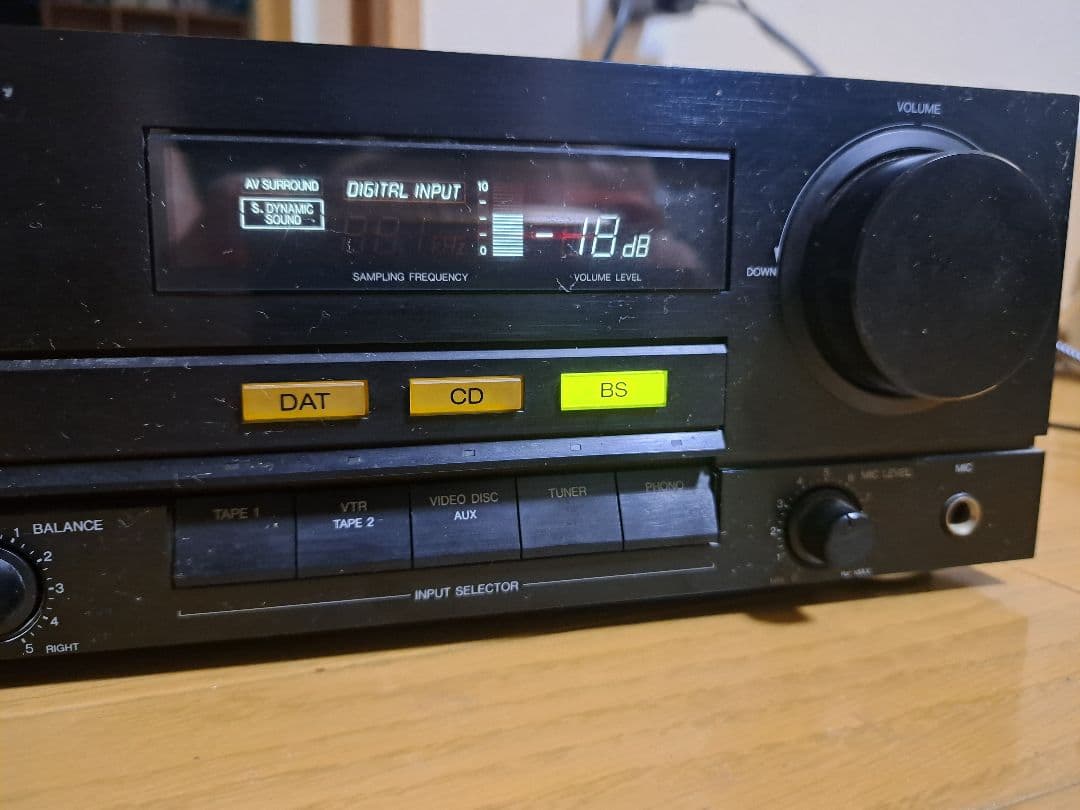 VOLUME
AV SURROUND
S. DYNAMIC
SOUND
DIGITAL INPUT
10
0
-18 dB
SAMPLING FREQUENCY
VOLUME LEVEL
DOWN
DAT
CD
BS
TAPE 1
VTR
TAPE 2
VIDEO DISC
AUX
TUNER
PHONO
MIC LEVEL
MIC
BALANCE
1
2
3
4
5 RIGHT
INPUT SELECTOR